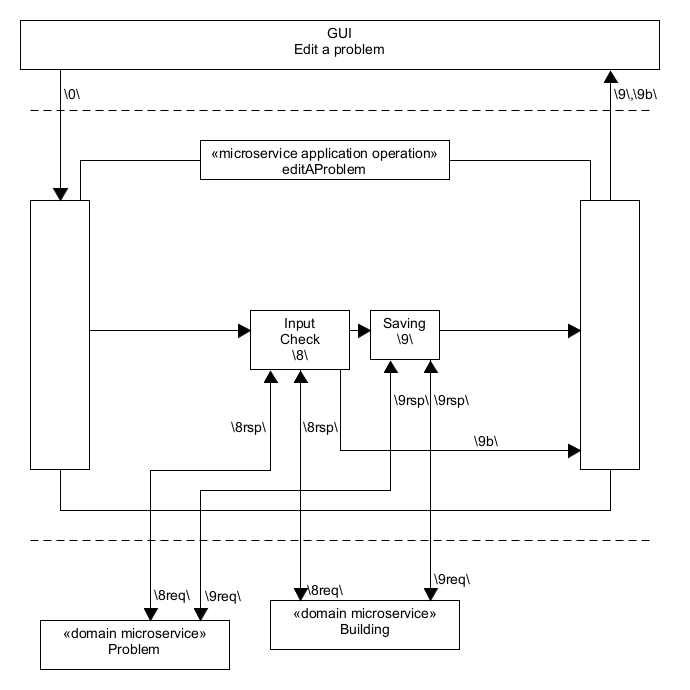 GUI
Edit a problem
\0\
\9\,\9b\
«microservice application operation»
editAProblem
Input
Check
\8\
Saving
\9\
\8rsp\
\8rsp\
\9rsp\
\9rsp\
\9b\
\8req\
\9req\
\8req\
\9req\
«domain microservice»
Problem
«domain microservice»
Building